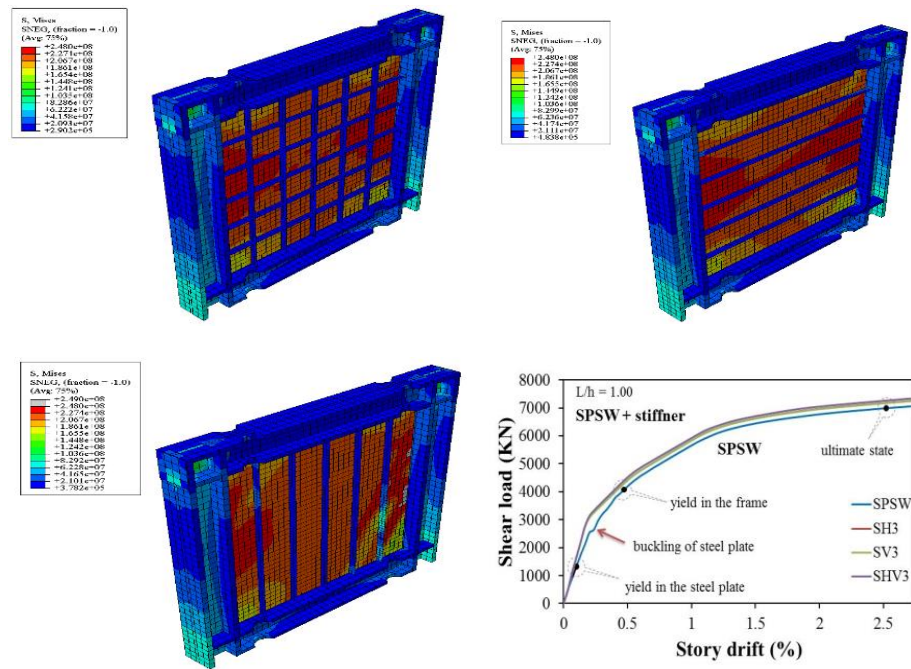 S, Mises
SNEG, (fraction = -1.0)
(Avg: 75%)
+2.480e+08
+2.271e+08
+2.067e+08
+1.861e+08
+1.654e+08
+1.448e+08
+1.241e+08
+1.035e+08
+8.286e+07
+6.222e+07
+4.158e+07
+2.093e+07
+2.902e+05
S, Mises
SNEG, (fraction = -1.0)
(Avg: 75%)
+2.480e+08
+2.274e+08
+2.067e+08
+1.861e+08
+1.655e+08
+1.449e+08
+1.242e+08
+1.036e+08
+8.299e+07
+6.236e+07
+4.174e+07
+2.111e+07
+4.838e+05
S, Mises
SNEG, (fraction = -1.0)
(Avg: 75%)
+2.490e+08
+2.480e+08
+2.274e+08
+2.067e+08
+1.861e+08
+1.655e+08
+1.448e+08
+1.242e+08
+1.036e+08
+8.292e+07
+6.228e+07
+4.165e+07
+2.101e+07
+3.782e+05
8000
7000
6000
5000
4000
3000
2000
1000
0
Shear load (KN)
L/h = 1.00
SPSW + stiffner
SPSW
ultimate state
yield in the frame
buckling of steel plate
yield in the steel plate
SPSW
SH3
SV3
SHV3
0 0.5 1 1.5 2 2.5
Story drift (%)